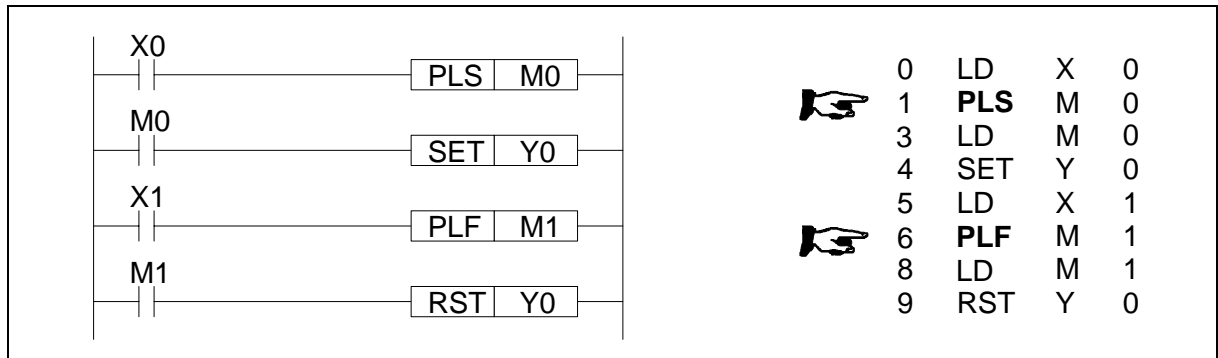 X0
PLS M0
M0
SET Y0
X1
PLF M1
M1
RST Y0
0 LD X 0
1 PLS M 0
3 LD M 0
4 SET Y 0
5 LD X 1
6 PLF M 1
8 LD M 1
9 RST Y 0